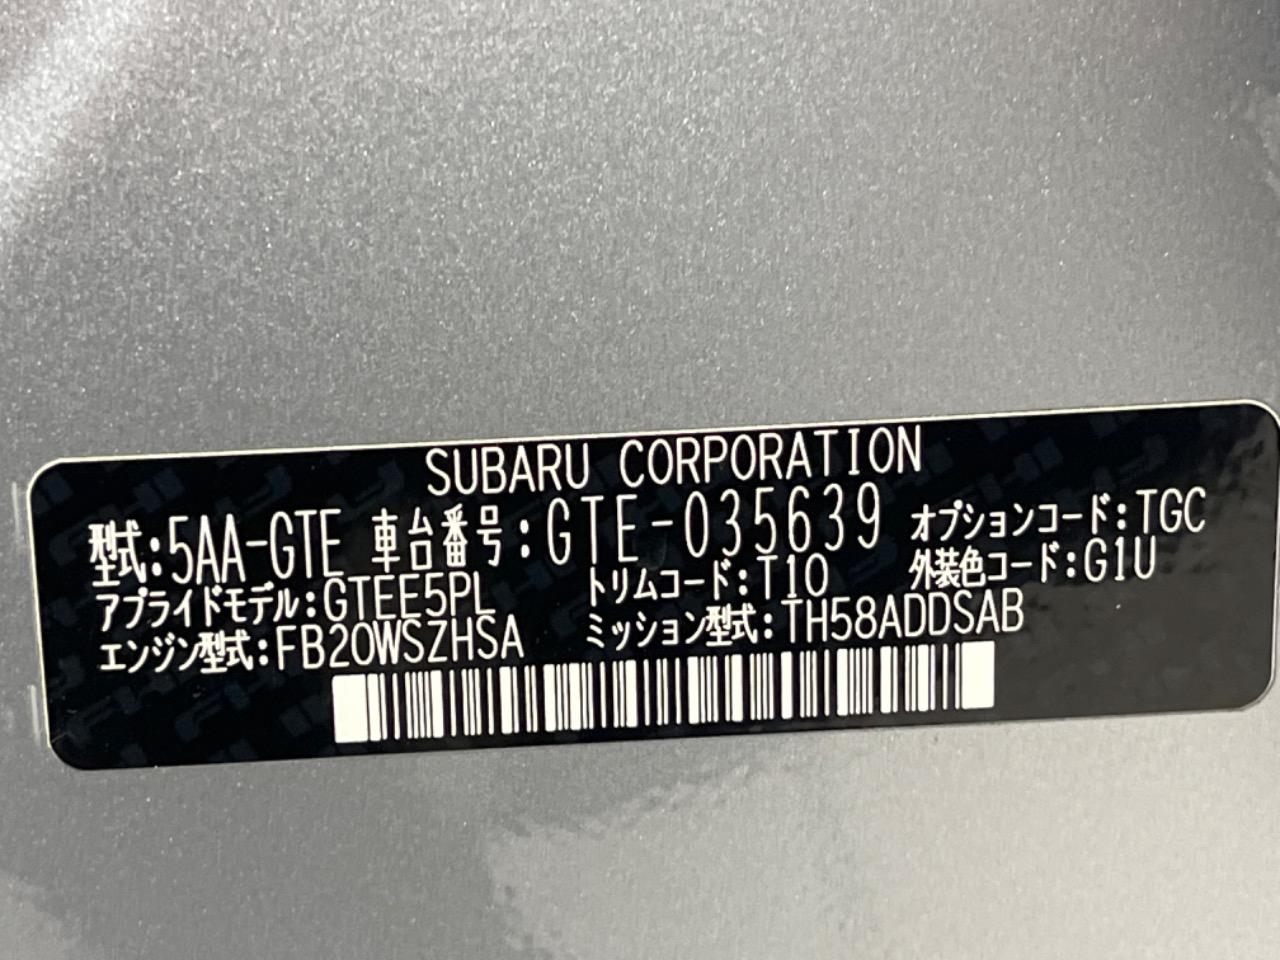 SUBARU CORPORATION
型式:5AA-GTE 車台番号:GTE-035639 オプションコード:TGC
アプライドモデル:GTEE5PL トリムコード:T10 外装色コード:G1U
エンジン型式:FB20WSZHSA ミッション型式:TH58ADDSAB